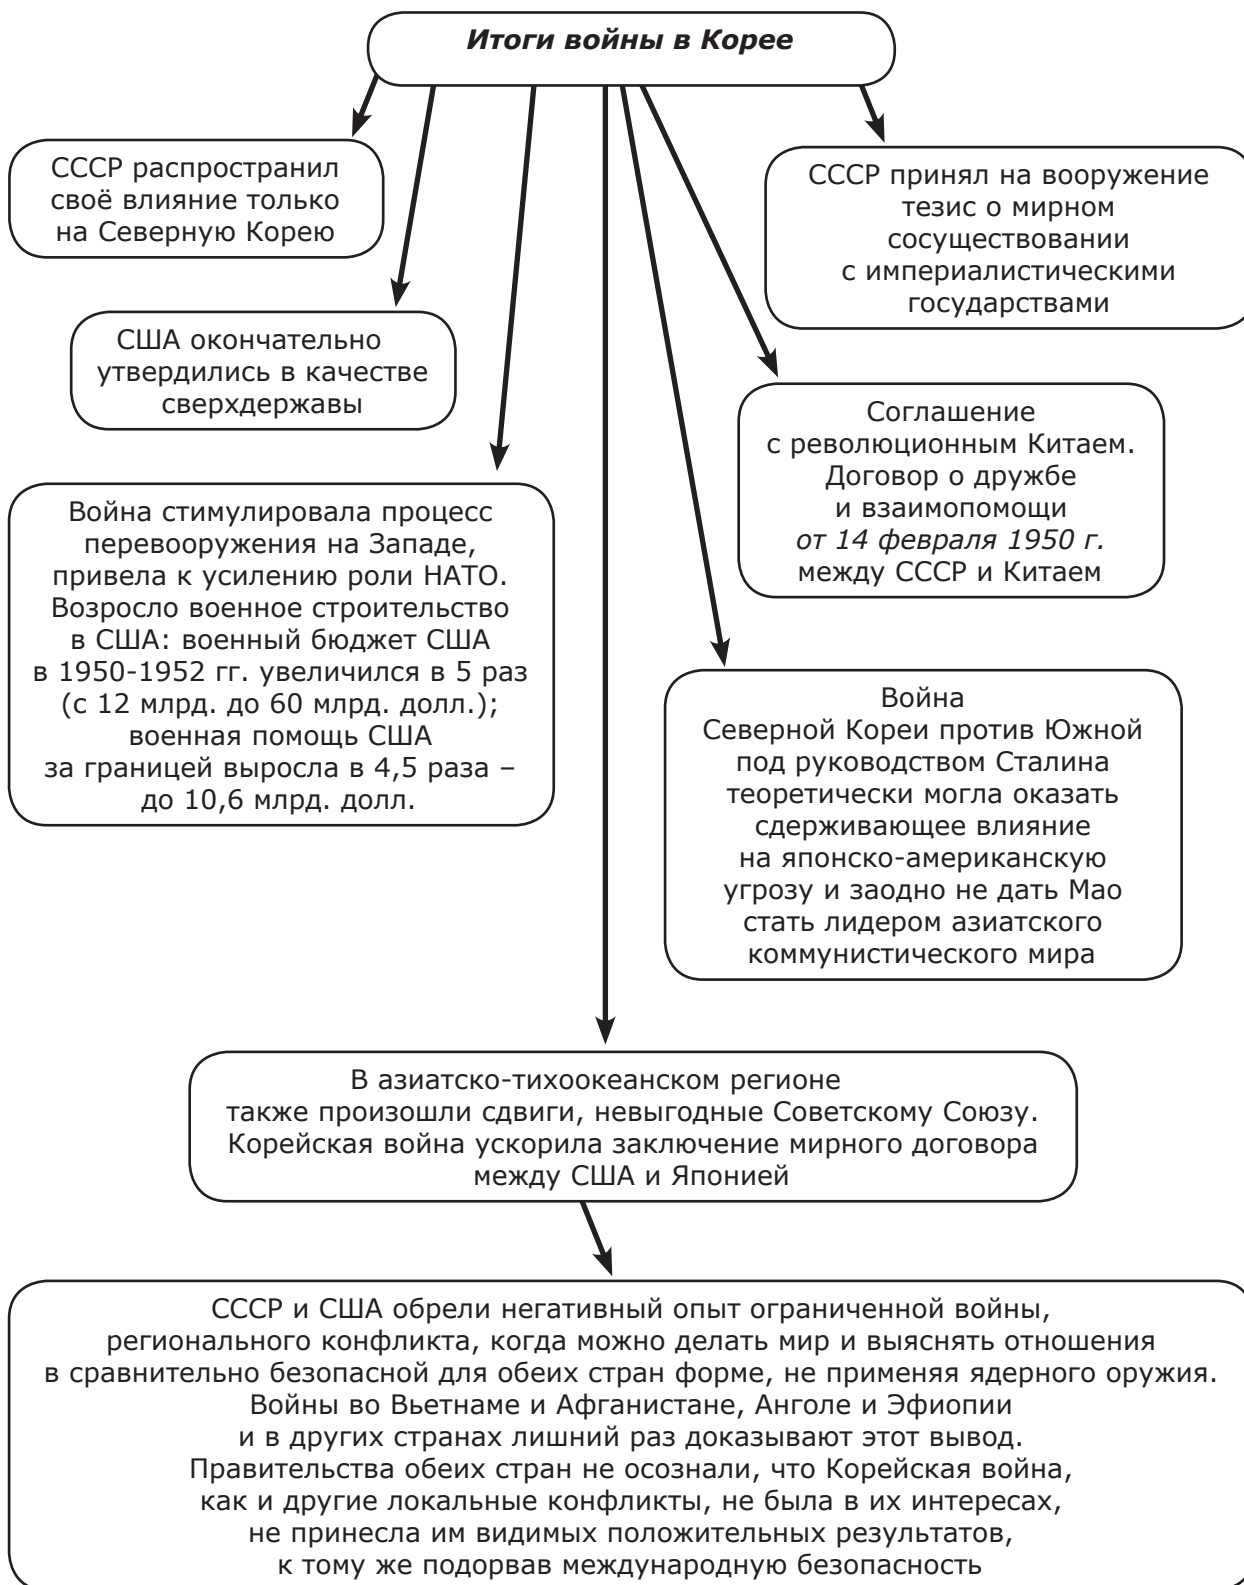 Итоги войны в Корее
СССР распространил
своё влияние только
на Северную Корею
США окончательно
утвердились в качестве
сверхдержавы
Война стимулировала процесс
перевооружения на Западе,
привела к усилению роли НАТО.
Возросло военное строительство
в США: военный бюджет США
в 1950-1952 гг. увеличился в 5 раз
(с 12 млрд. до 60 млрд. долл.);
военная помощь США
за границей выросла в 4,5 раза –
до 10,6 млрд. долл.
СССР принял на вооружение
тезис о мирном
сосуществовании
с империалистическими
государствами
Соглашение
с революционным Китаем.
Договор о дружбе
и взаимопомощи
от 14 февраля 1950 г.
между СССР и Китаем
Война
Северной Кореи против Южной
под руководством Сталина
теоретически могла оказать
сдерживающее влияние
на японско-американскую
угрозу и заодно не дать Мао
стать лидером азиатского
коммунистического мира
В азиатско-тихоокеанском регионе
также произошли сдвиги, невыгодные Советскому Союзу.
Корейская война ускорила заключение мирного договора
между США и Японией
СССР и США обрели негативный опыт ограниченной войны,
регионального конфликта, когда можно делать мир и выяснять отношения
в сравнительно безопасной для обеих стран форме, не применяя ядерного оружия.
Войны во Вьетнаме и Афганистане, Анголе и Эфиопии
и в других странах лишний раз доказывают этот вывод.
Правительства обеих стран не осознали, что Корейская война,
как и другие локальные конфликты, не была в их интересах,
не принесла им видимых положительных результатов,
к тому же подорвав международную безопасность